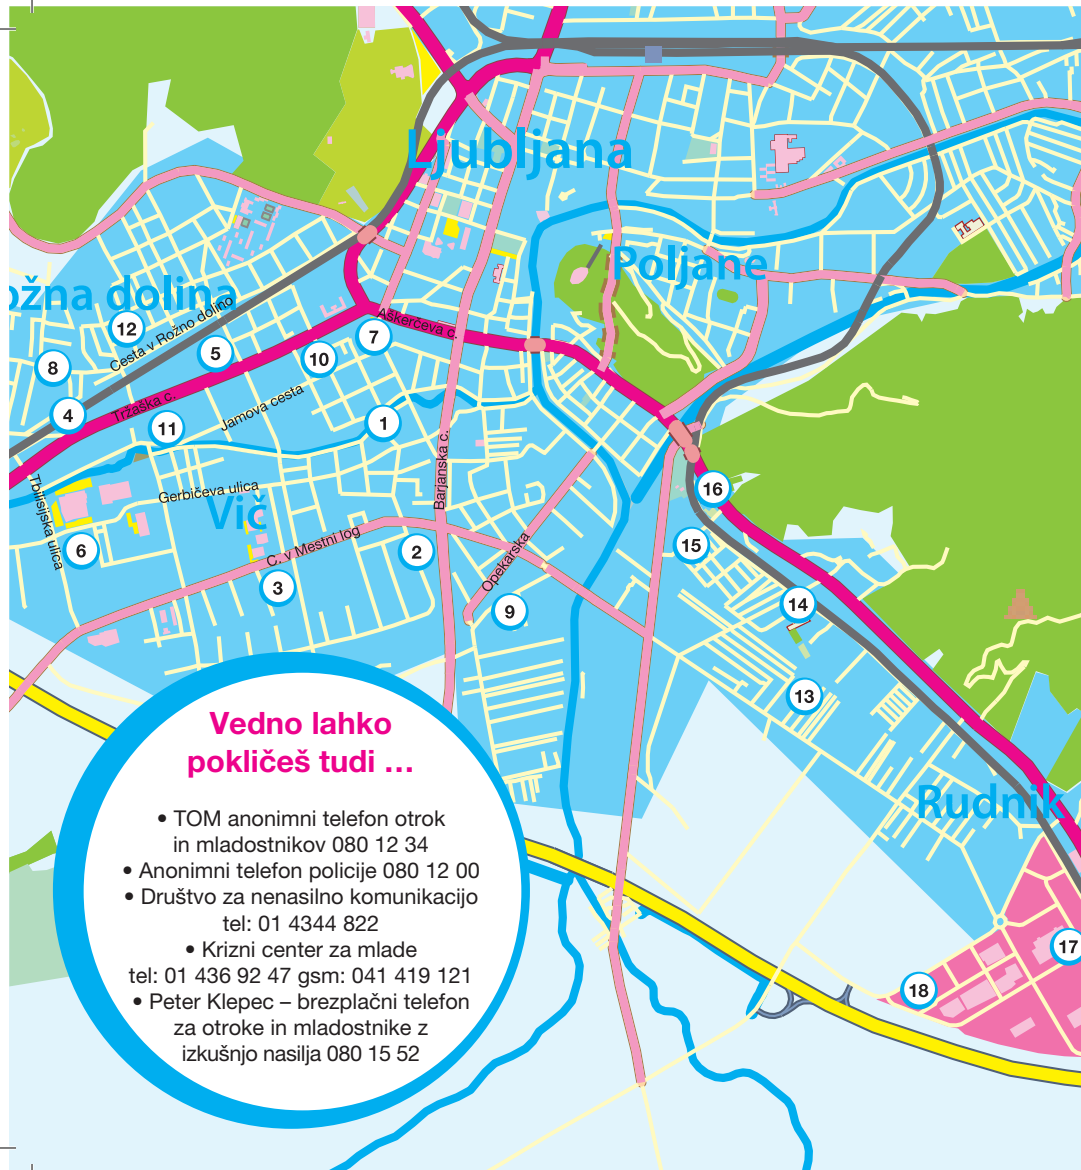 Ljubljana
Poljane
ožna dolina
12
Cesta v Rožno dolino
Aškerčeva c.
7
5
10
8
4
Tržaška c.
Jamova cesta
11
1
Barjanska c.
Gerbičeva ulica
Tbilisijska ulica
Vič
16
6
C. v Mestni log
2
15
Opekarska
3
9
14
13
Vedno lahko
pokličeš tudi ...
• TOM anonimni telefon otrok
in mladostnikov 080 12 34
• Anonimni telefon policije 080 12 00
• Društvo za nenasilno komunikacijo
tel: 01 4344 822
• Krizni center za mlade
tel: 01 436 92 47 gsm: 041 419 121
• Peter Klepec – brezplačni telefon
za otroke in mladostnike z
izkušnjo nasilja 080 15 52
Rudnik
17
18